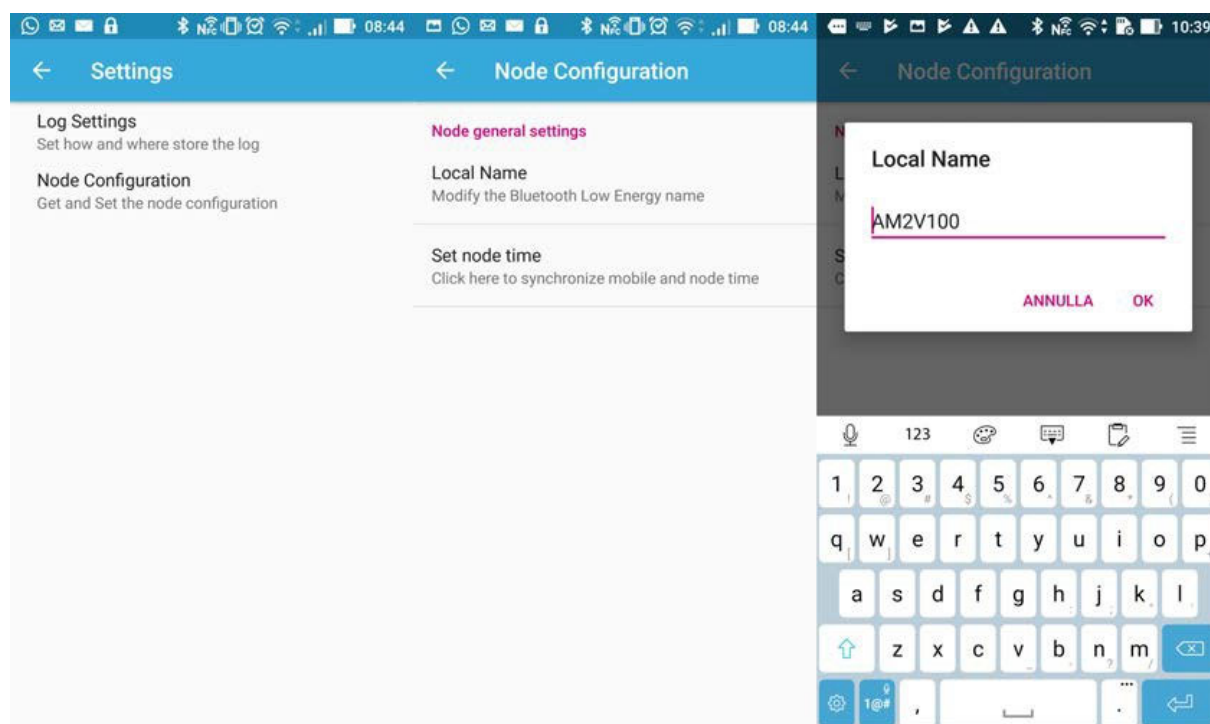 08:44
Settings
Log Settings
Set how and where store the log
Node Configuration
Get and Set the node configuration
08:44
Node Configuration
Node general settings
Local Name
Modify the Bluetooth Low Energy name
Set node time
Click here to synchronize mobile and node time
10:39
Node Configuration
N
L
M
S
C
Local Name
AM2V100
ANNULLA OK
123
1 2 3 4 5 6 7 8 9 0
! @ # $ % ^ & * (
q w e r t y u i o p
[ ]
a s d f g h j k l
: ;
z x c v b n m
_ ? /
1@# , .